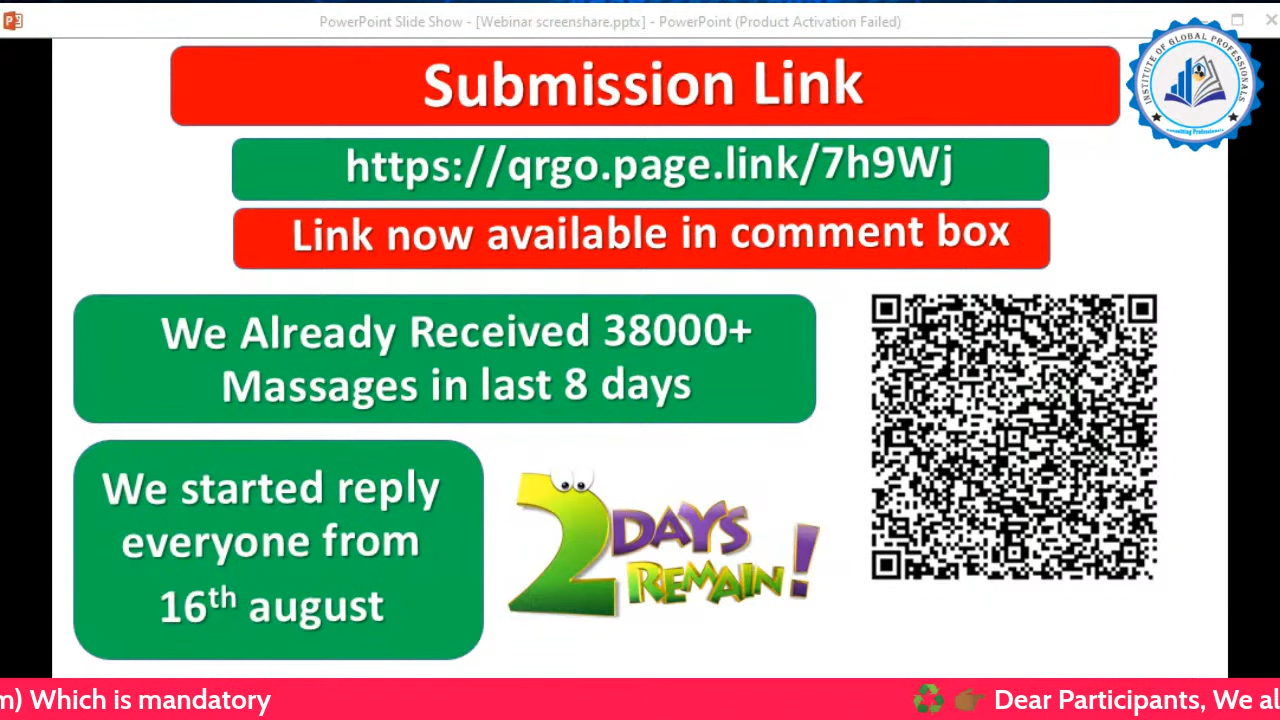 PowerPoint Slide Show - [Webinar screenshare.pptx] - PowerPoint (Product Activation Failed)
INSTITUTE OF GLOBAL PROFESSIONALS
Submission Link
https://qrgo.page.link/7h9Wj
Link now available in comment box
We Already Received 38000+
Massages in last 8 days
We started reply
everyone from
16th august
2 DAYS
REMAIN!
m) Which is mandatory
Dear Participants, We al